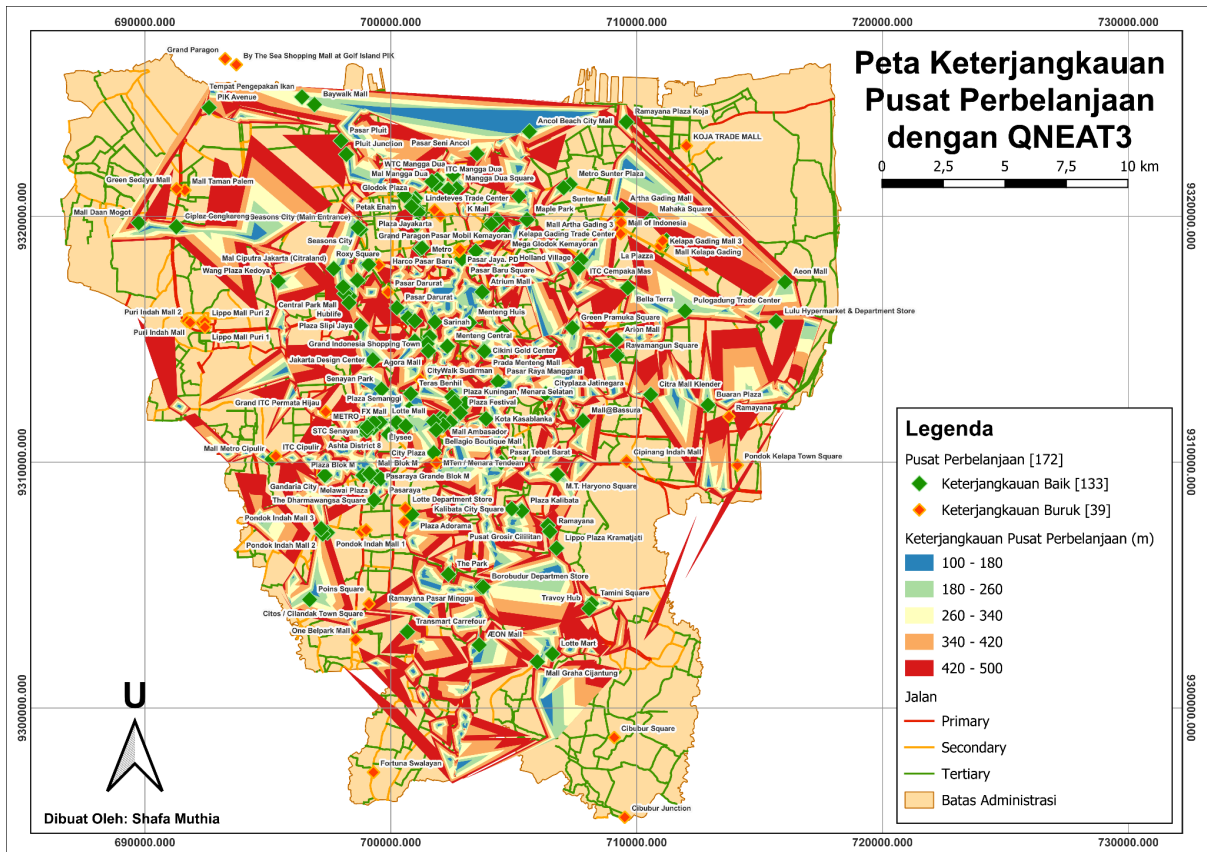 690000.000
700000.000
710000.000
720000.000
730000.000
Peta Keterjangkauan
Pusat Perbelanjaan
dengan QNEAT3
0
2,5
5
7,5
10 km
Grand Paragon
By The Sea Shopping Mall at Golf Island PIK
Tempat Pengepakan Ikan
PIK Avenue
Baywalk Mall
Ramayana Plaza Koja
Ancol Beach City Mall
KOJA TRADE MALL
Pasar Pluit
Pluit Junction
Pasar Seni Ancol
WTC Mangga Dua
ITC Mangga Dua
Mal Mangga Dua
Mangga Dua Square
Metro Sunter Plaza
Green Sedayu Mall
Mall Taman Palem
Glodok Plaza
Lindeteves Trade Center
Sunter Mall
Artha Gading Mall
Petak Enam
K Mall
Maple Park
Mahaka Square
Mall Daan Mogot
Ciplaz Cengkareng
Seasons City (Main Entrance)
Plaza Jayakarta
Mall Artha Gading 3
Mall of Indonesia
Seasons City
Grand Paragon
Pasar Mobil Kemayoran
Kelapa Gading Trade Center
Kelapa Gading Mall 3
Metro
Mega Glodok Kemayoran
Mall Kelapa Gading
Mal Ciputra Jakarta (Citraland)
Roxy Square
Harco Pasar Baru
Pasar Jaya. PD
Holland Village
La Piazza
Wang Plaza Kedoya
Pasar Baru Square
ITC Cempaka Mas
Aeon Mall
Pasar Darurat
Atrium Mall
Pasar Darurat
Bella Terra
Pulogadung Trade Center
Central Park Mall
Hublife
Menteng Huis
Lulu Hypermarket & Department Store
Puri Indah Mall 2
Lippo Mall Puri 2
Green Pramuka Square
Plaza Slipi Jaya
Sarinah
Arion Mall
Puri Indah Mall
Lippo Mall Puri 1
Menteng Central
Grand Indonesia Shopping Town
Rawamangun Square
Cikini Gold Center
Jakarta Design Center
Agora Mall
Prada Menteng Mall
CityWalk Sudirman
Pasar Raya Manggarai
Senayan Park
Teras Benhil
Cityplaza Jatinegara
Citra Mall Klender
Plaza Semanggi
Plaza Kuningan, Menara Selatan
Buaran Plaza
Grand ITC Permata Hijau
Plaza Festival
FX Mall
Lotte Mall
Mall@Bassura
Ramayana
METRO
Kota Kasablanka
STC Senayan
Mall Ambasador
Elysee
Bellagio Boutique Mall
Mall Metro Cipulir
ITC Cipulir
Ashta District 8
City Plaza
Pasar Tebet Barat
Cipinang Indah Mall
Pondok Kelapa Town Square
Plaza Blok M
Mall Blok M
MTen / Menara Tendean
Pasaraya Grande Blok M
Gandaria City
Melawai Plaza
Pasaraya
M.T. Haryono Square
The Dharmawangsa Square
Lotte Department Store
Plaza Kalibata
Kalibata City Square
Pondok Indah Mall 3
Plaza Adorama
Ramayana
Pusat Grosir Cililitan
Lippo Plaza Kramatjati
Pondok Indah Mall 2
Pondok Indah Mall 1
The Park
Borobudur Departmen Store
Poins Square
Ramayana Pasar Minggu
Travoy Hub
Tamini Square
Citos / Cilandak Town Square
Transmart Carrefour
One Belpark Mall
ÆON Mall
Lotte Mart
Mall Graha Cijantung
Cibubur Square
Fortuna Swalayan
Cibubur Junction
9320000.000
9310000.000
9300000.000
9320000.000
9310000.000
9300000.000
Legenda
Pusat Perbelanjaan [172]
Keterjangkauan Baik [133]
Keterjangkauan Buruk [39]
Keterjangkauan Pusat Perbelanjaan (m)
100 - 180
180 - 260
260 - 340
340 - 420
420 - 500
Jalan
Primary
Secondary
Tertiary
Batas Administrasi
U
Dibuat Oleh: Shafa Muthia
690000.000
700000.000
710000.000
720000.000
730000.000